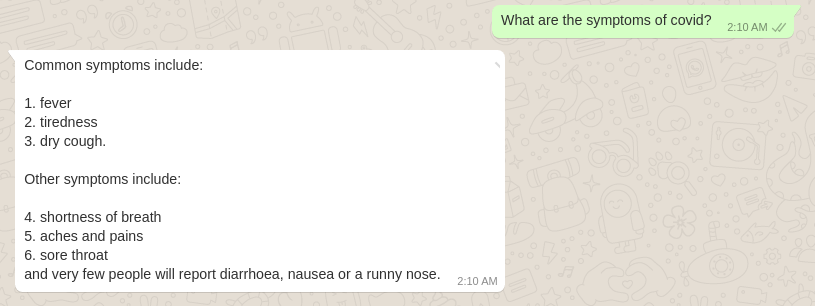 What are the symptoms of covid?
2:10 AM
Common symptoms include:
1. fever
2. tiredness
3. dry cough.
Other symptoms include:
4. shortness of breath
5. aches and pains
6. sore throat
and very few people will report diarrhoea, nausea or a runny nose.
2:10 AM